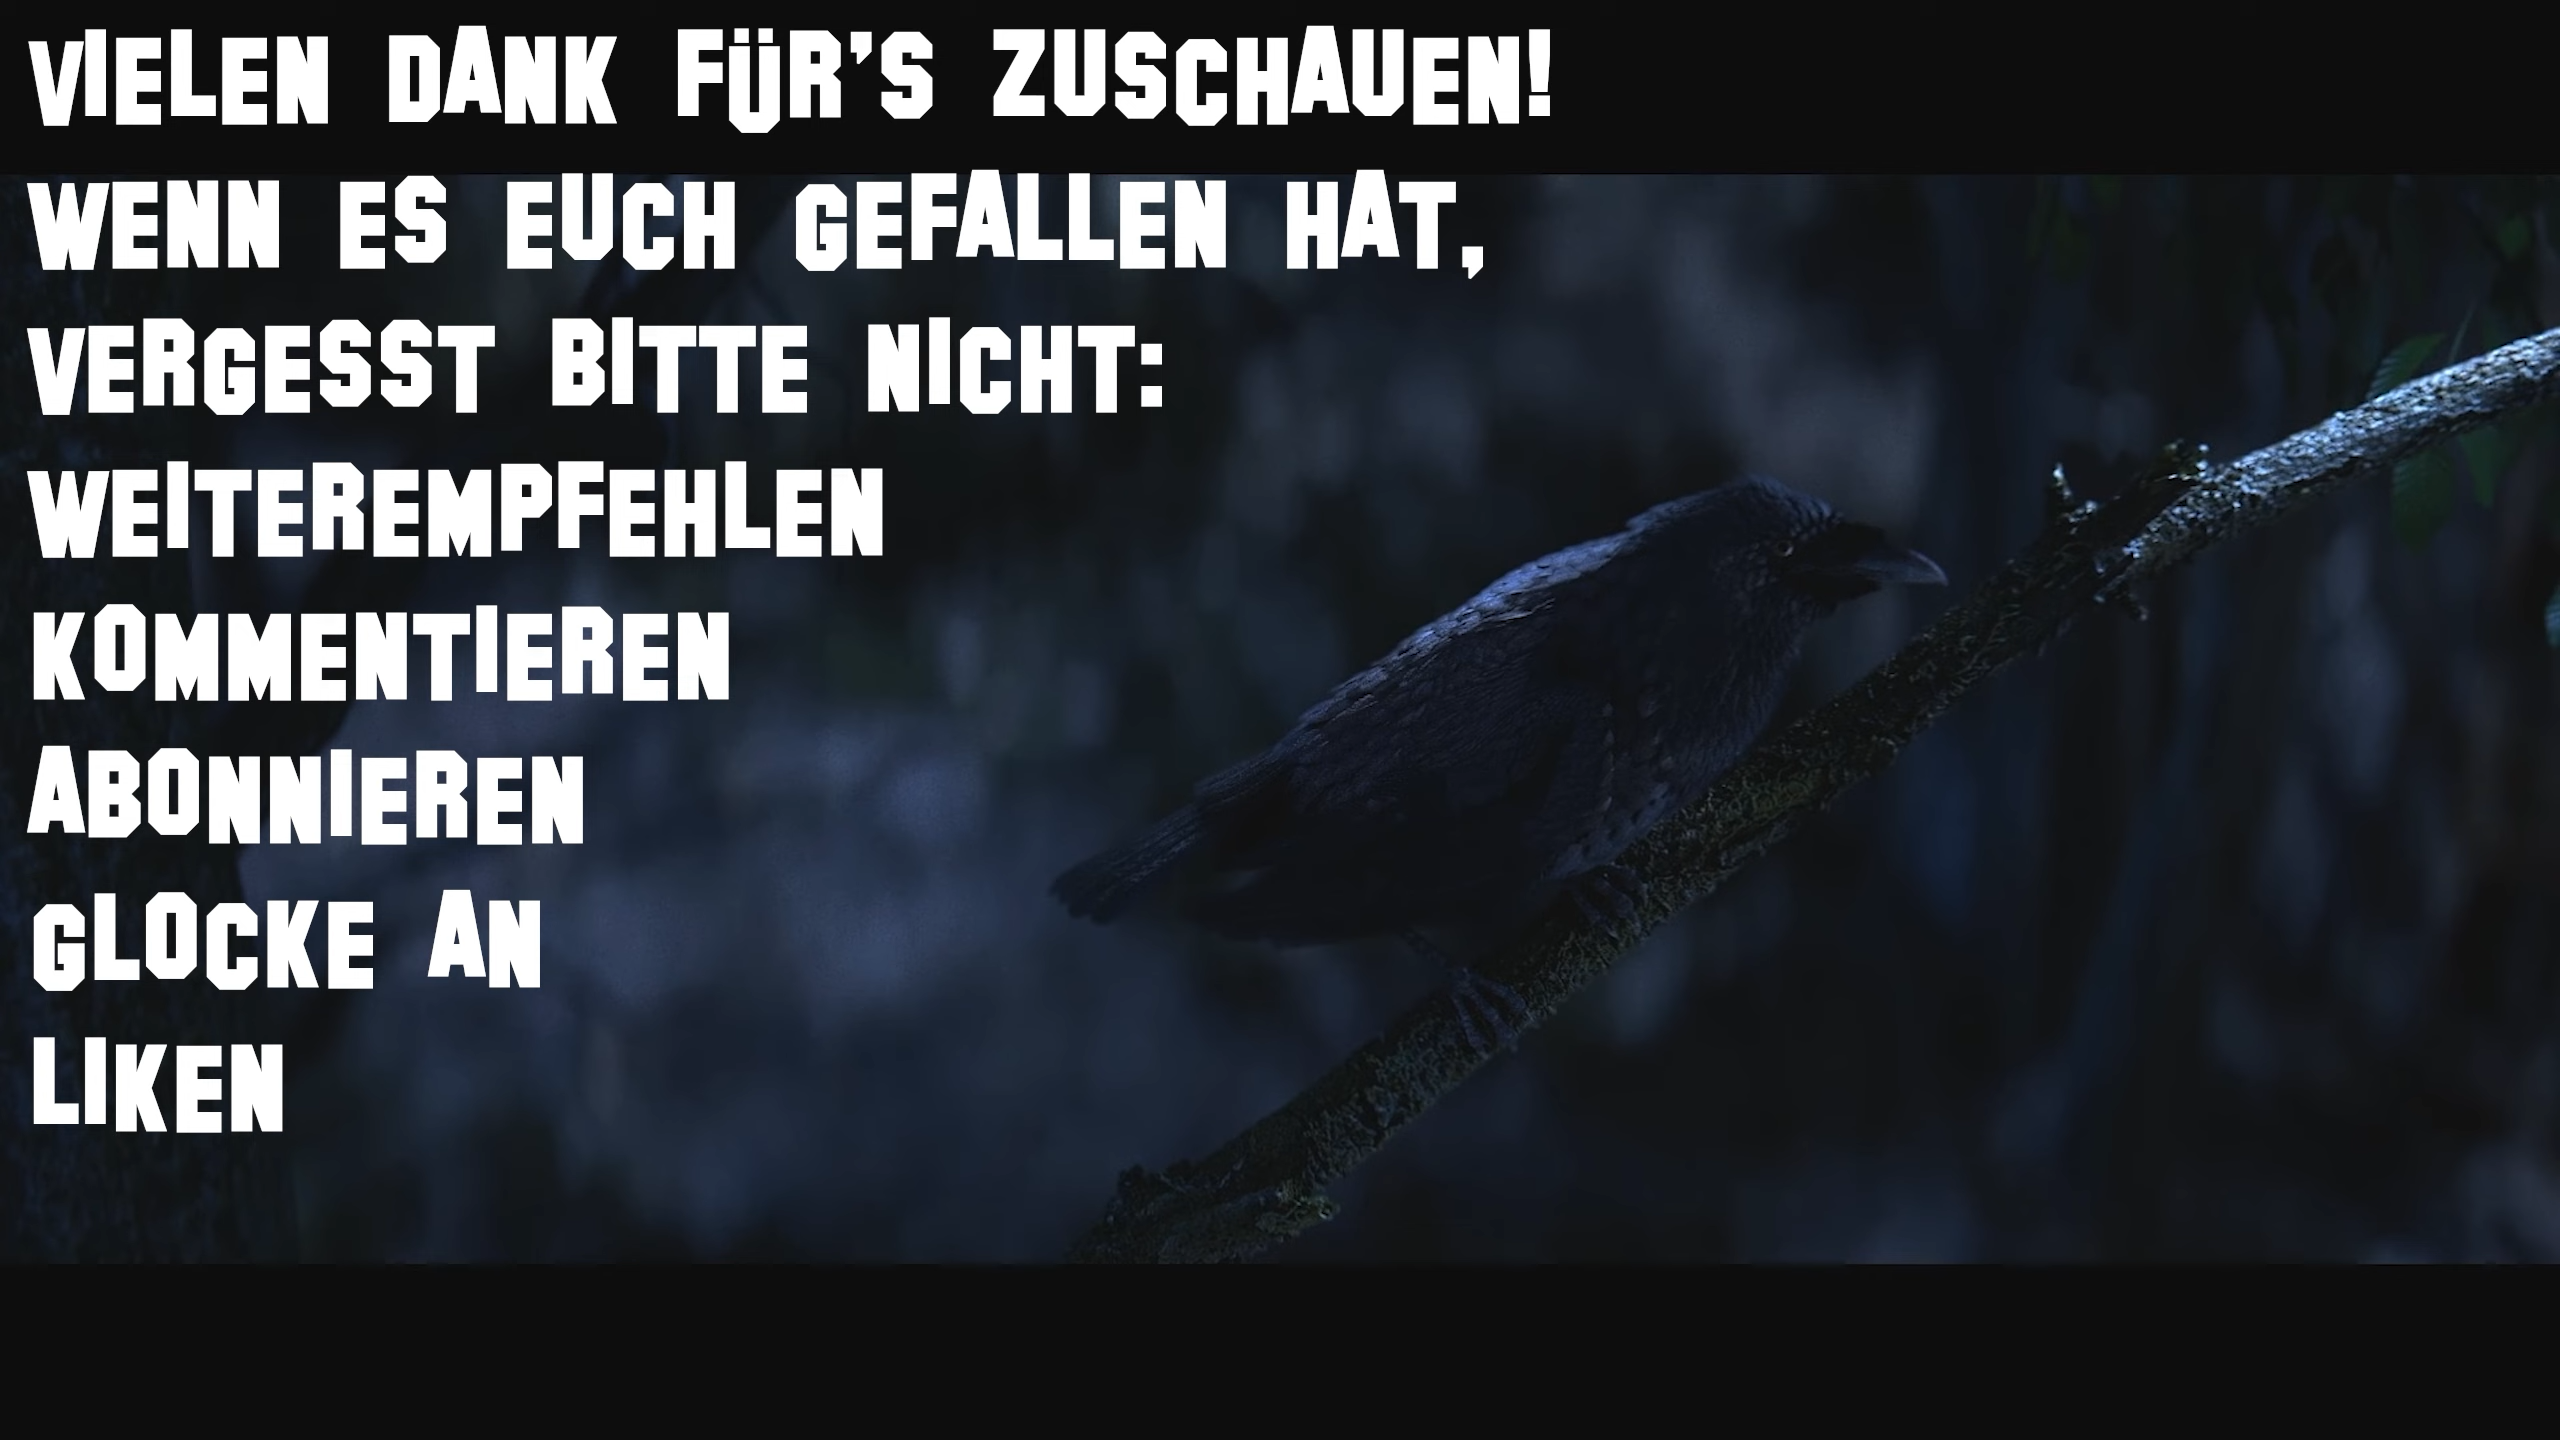 VIELEN DANK FÜR'S ZUSCHAUEN!
WENN ES EUCH GEFALLEN HAT,
VERGESST BITTE NICHT:
WEITEREMPFEHLEN
KOMMENTIEREN
ABONNIEREN
GLOCKE AN
LIKEN